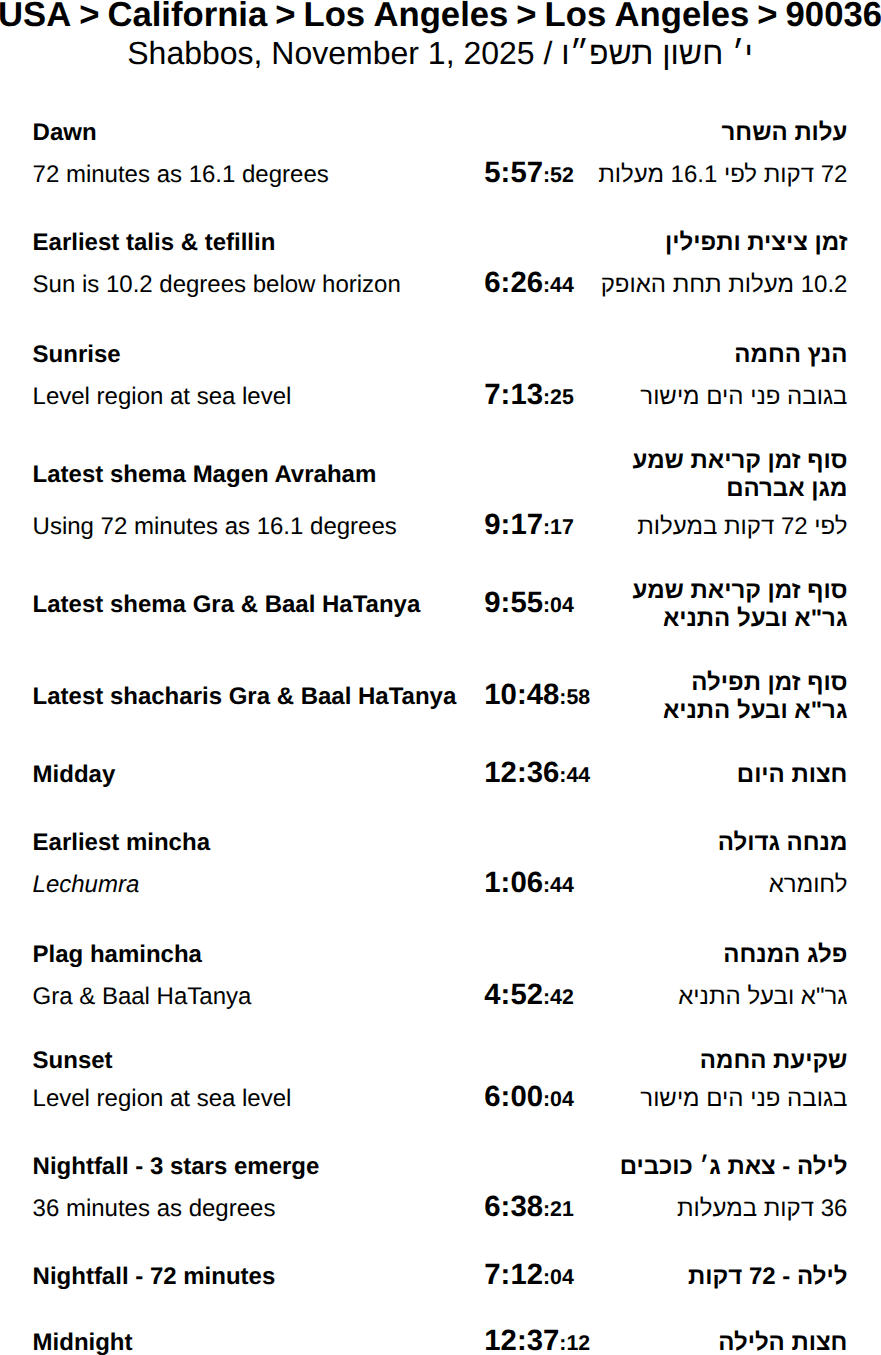 USA > California > Los Angeles > Los Angeles > 90036
Shabbos, November 1, 2025 / י׳ חשון תשפ״ו
Dawn עלות השחר
72 minutes as 16.1 degrees 5:57:52 72 דקות לפי 16.1 מעלות
Earliest talis & tefillin זמן ציצית ותפילין
Sun is 10.2 degrees below horizon 6:26:44 10.2 מעלות תחת האופק
Sunrise הנץ החמה
Level region at sea level 7:13:25 בגובה פני הים מישור
Latest shema Magen Avraham סוף זמן קריאת שמע
מגן אברהם
Using 72 minutes as 16.1 degrees 9:17:17 לפי 72 דקות במעלות
Latest shema Gra & Baal HaTanya 9:55:04 סוף זמן קריאת שמע
גר"א ובעל התניא
Latest shacharis Gra & Baal HaTanya 10:48:58 סוף זמן תפילה
גר"א ובעל התניא
Midday 12:36:44 חצות היום
Earliest mincha מנחה גדולה
Lechumra 1:06:44 לחומרא
Plag hamincha פלג המנחה
Gra & Baal HaTanya 4:52:42 גר"א ובעל התניא
Sunset שקיעת החמה
Level region at sea level 6:00:04 בגובה פני הים מישור
Nightfall - 3 stars emerge לילה - צאת ג׳ כוכבים
36 minutes as degrees 6:38:21 36 דקות במעלות
Nightfall - 72 minutes 7:12:04 לילה - 72 דקות
Midnight 12:37:12 חצות הלילה